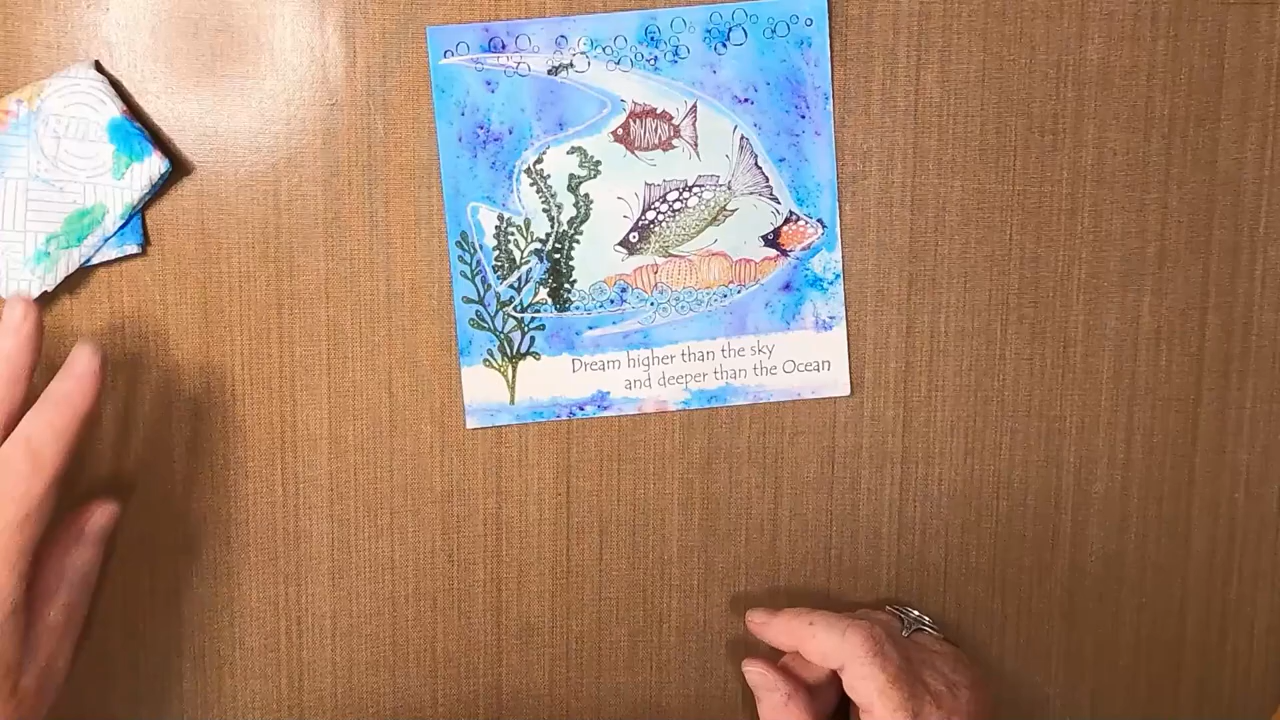 Dream higher than the sky
and deeper than the Ocean